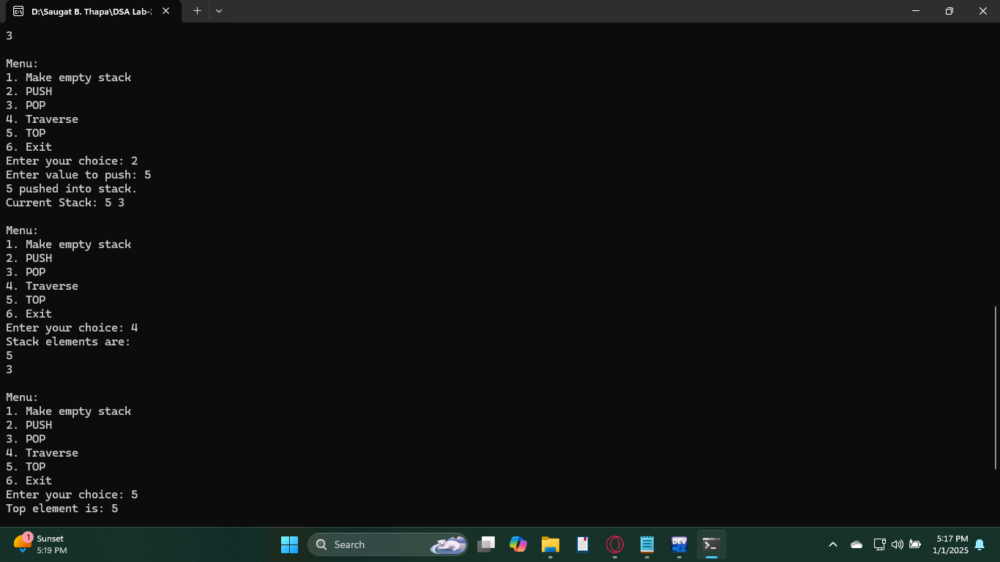 D:\Saugat B. Thapa\DSA Lab-
3
Menu:
1. Make empty stack
2. PUSH
3. POP
4. Traverse
5. TOP
6. Exit
Enter your choice: 2
Enter value to push: 5
5 pushed into stack.
Current Stack: 5 3
Menu:
1. Make empty stack
2. PUSH
3. POP
4. Traverse
5. TOP
6. Exit
Enter your choice: 4
Stack elements are:
5
3
Menu:
1. Make empty stack
2. PUSH
3. POP
4. Traverse
5. TOP
6. Exit
Enter your choice: 5
Top element is: 5
1
Sunset
5:19 PM
Search
DEV
5:17 PM
1/1/2025